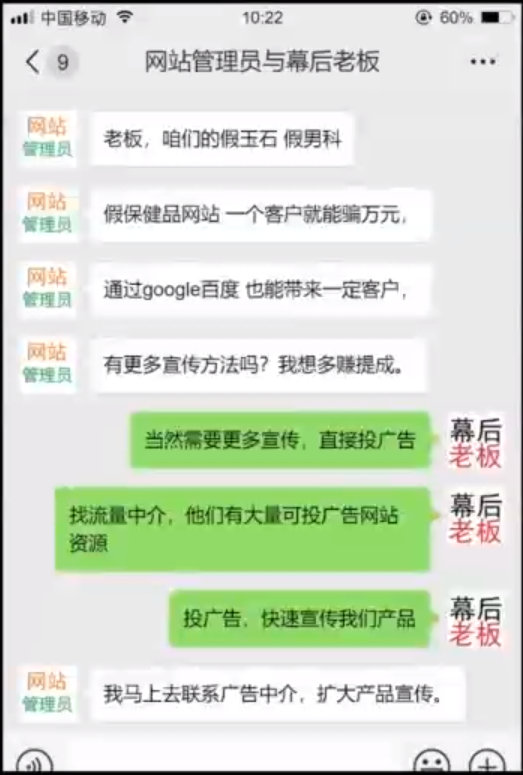 中国移动 10:22 60%
9 网站管理员与幕后老板
网站
管理员
老板，咱们的假玉石 假男科
网站
管理员
假保健品网站 一个客户就能骗万元，
网站
管理员
通过google百度 也能带来一定客户，
网站
管理员
有更多宣传方法吗？我想多赚提成。
当然需要更多宣传，直接投广告
幕后
老板
找流量中介，他们有大量可投广告网站
资源
幕后
老板
投广告，快速宣传我们产品
幕后
老板
网站
管理员
我马上去联系广告中介，扩大产品宣传。